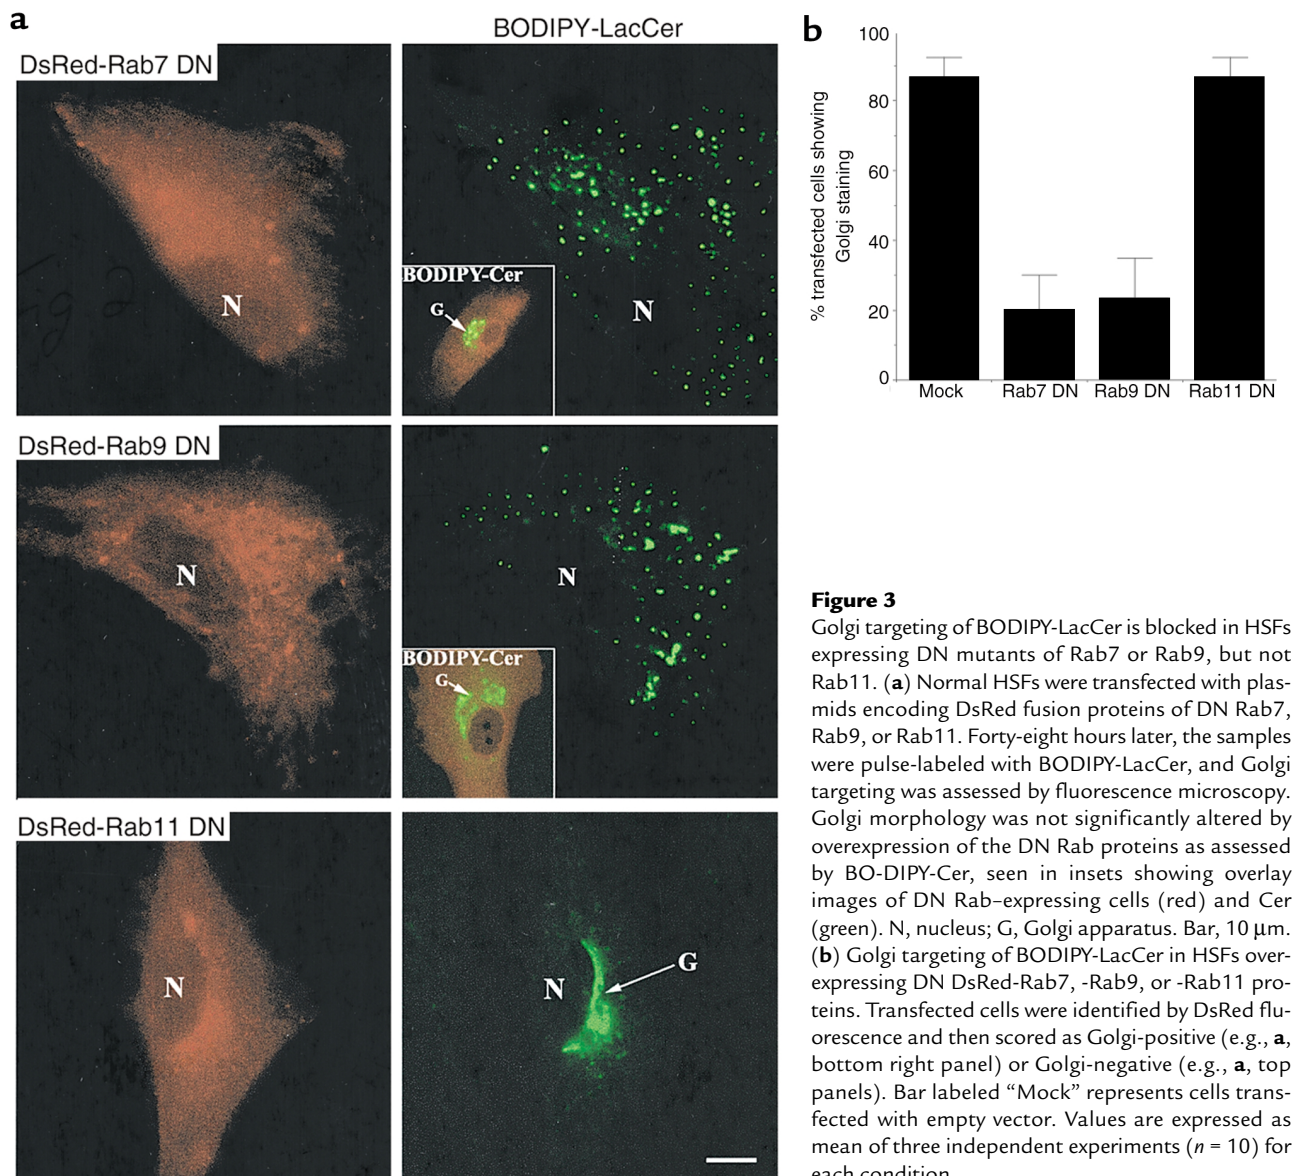 a
BODIPY-LacCer
DsRed-Rab7 DN
N
BODIPY-Cer
G
N
DsRed-Rab9 DN
N
N
BODIPY-Cer
G
DsRed-Rab11 DN
N
N
G
b
% transfected cells showing
Golgi staining
100
80
60
40
20
0
Mock Rab7 DN Rab9 DN Rab11 DN
Figure 3
Golgi targeting of BODIPY-LacCer is blocked in HSFs
expressing DN mutants of Rab7 or Rab9, but not
Rab11. (a) Normal HSFs were transfected with plas-
mids encoding DsRed fusion proteins of DN Rab7,
Rab9, or Rab11. Forty-eight hours later, the samples
were pulse-labeled with BODIPY-LacCer, and Golgi
targeting was assessed by fluorescence microscopy.
Golgi morphology was not significantly altered by
overexpression of the DN Rab proteins as assessed
by BO-DIPY-Cer, seen in insets showing overlay
images of DN Rab–expressing cells (red) and Cer
(green). N, nucleus; G, Golgi apparatus. Bar, 10 μm.
(b) Golgi targeting of BODIPY-LacCer in HSFs over-
expressing DN DsRed-Rab7, -Rab9, or -Rab11 pro-
teins. Transfected cells were identified by DsRed flu-
orescence and then scored as Golgi-positive (e.g., a,
bottom right panel) or Golgi-negative (e.g., a, top
panels). Bar labeled “Mock” represents cells trans-
fected with empty vector. Values are expressed as
mean of three independent experiments (n = 10) for
each condition